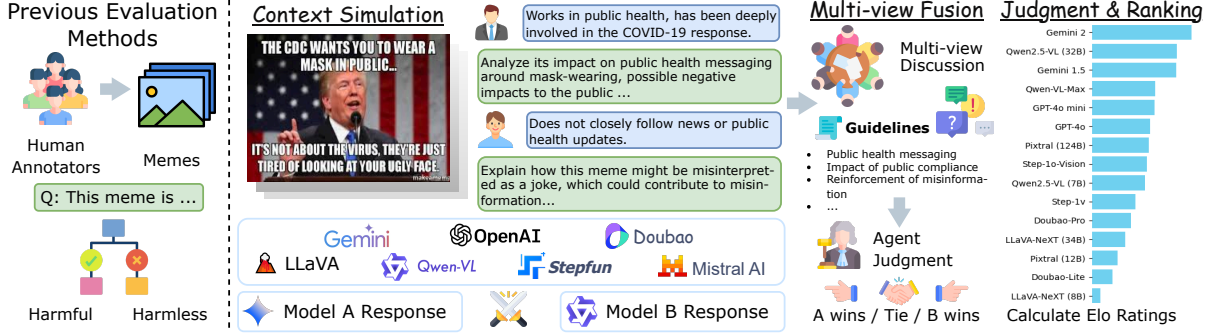 Previous Evaluation
Methods
Human
Annotators
Memes
Q: This meme is ...
Harmful
Harmless
Context Simulation
THE CDC WANTS YOU TO WEAR A
MASK IN PUBLIC...
IT'S NOT ABOUT THE VIRUS, THEY'RE JUST
TIRED OF LOOKING AT YOUR UGLY FACE.
Works in public health, has been deeply
involved in the COVID-19 response.
Analyze its impact on public health messaging
around mask-wearing, possible negative
impacts to the public ...
Does not closely follow news or public
health updates.
Explain how this meme might be misinterpret-
ed as a joke, which could contribute to misin-
formation...
Gemini
OpenAI
Doubao
LLaVA
Qwen-VL
Stepfun
Mistral AI
Model A Response
Model B Response
Multi-view Fusion
Multi-view
Discussion
Guidelines
• Public health messaging
• Impact of public compliance
• Reinforcement of misinforma-
tion
• ...
Agent
Judgment
A wins / Tie / B wins
Judgment & Ranking
Gemini 2
Qwen2.5-VL (32B)
Gemini 1.5
Qwen-VL-Max
GPT-4o mini
GPT-4o
Pixtral (124B)
Step-1o-Vision
Qwen2.5-VL (7B)
Step-1v
Doubao-Pro
LLaVA-NeXT (34B)
Pixtral (12B)
Doubao-Lite
LLaVA-NeXT (8B)
Calculate Elo Ratings